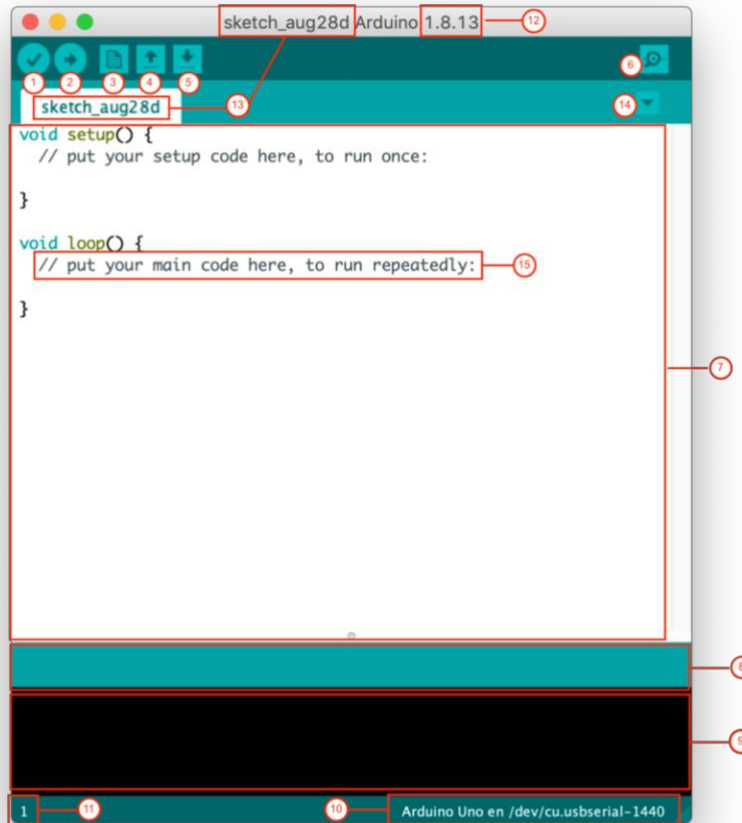 sketch_aug28d Arduino 1.8.13 12
6
1 2 3 4 5
sketch_aug28d 13 14
void setup() {
// put your setup code here, to run once:
}
void loop() {
// put your main code here, to run repeatedly: 15
}
7
8
9
1 11 10 Arduino Uno en /dev/cu.usbserial-1440